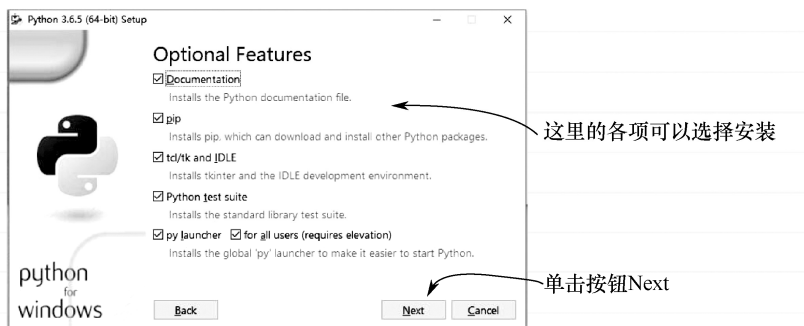 Python 3.6.5 (64-bit) Setup
Optional Features
Documentation
Installs the Python documentation file.
pip
Installs pip, which can download and install other Python packages.
tcl/tk and IDLE
Installs tkinter and the IDLE development environment.
Python test suite
Installs the standard library test suite.
py launcher for all users (requires elevation)
Installs the global 'py' launcher to make it easier to start Python.
这里的各项可以选择安装
python
for
windows
Back Next Cancel
单击按钮Next